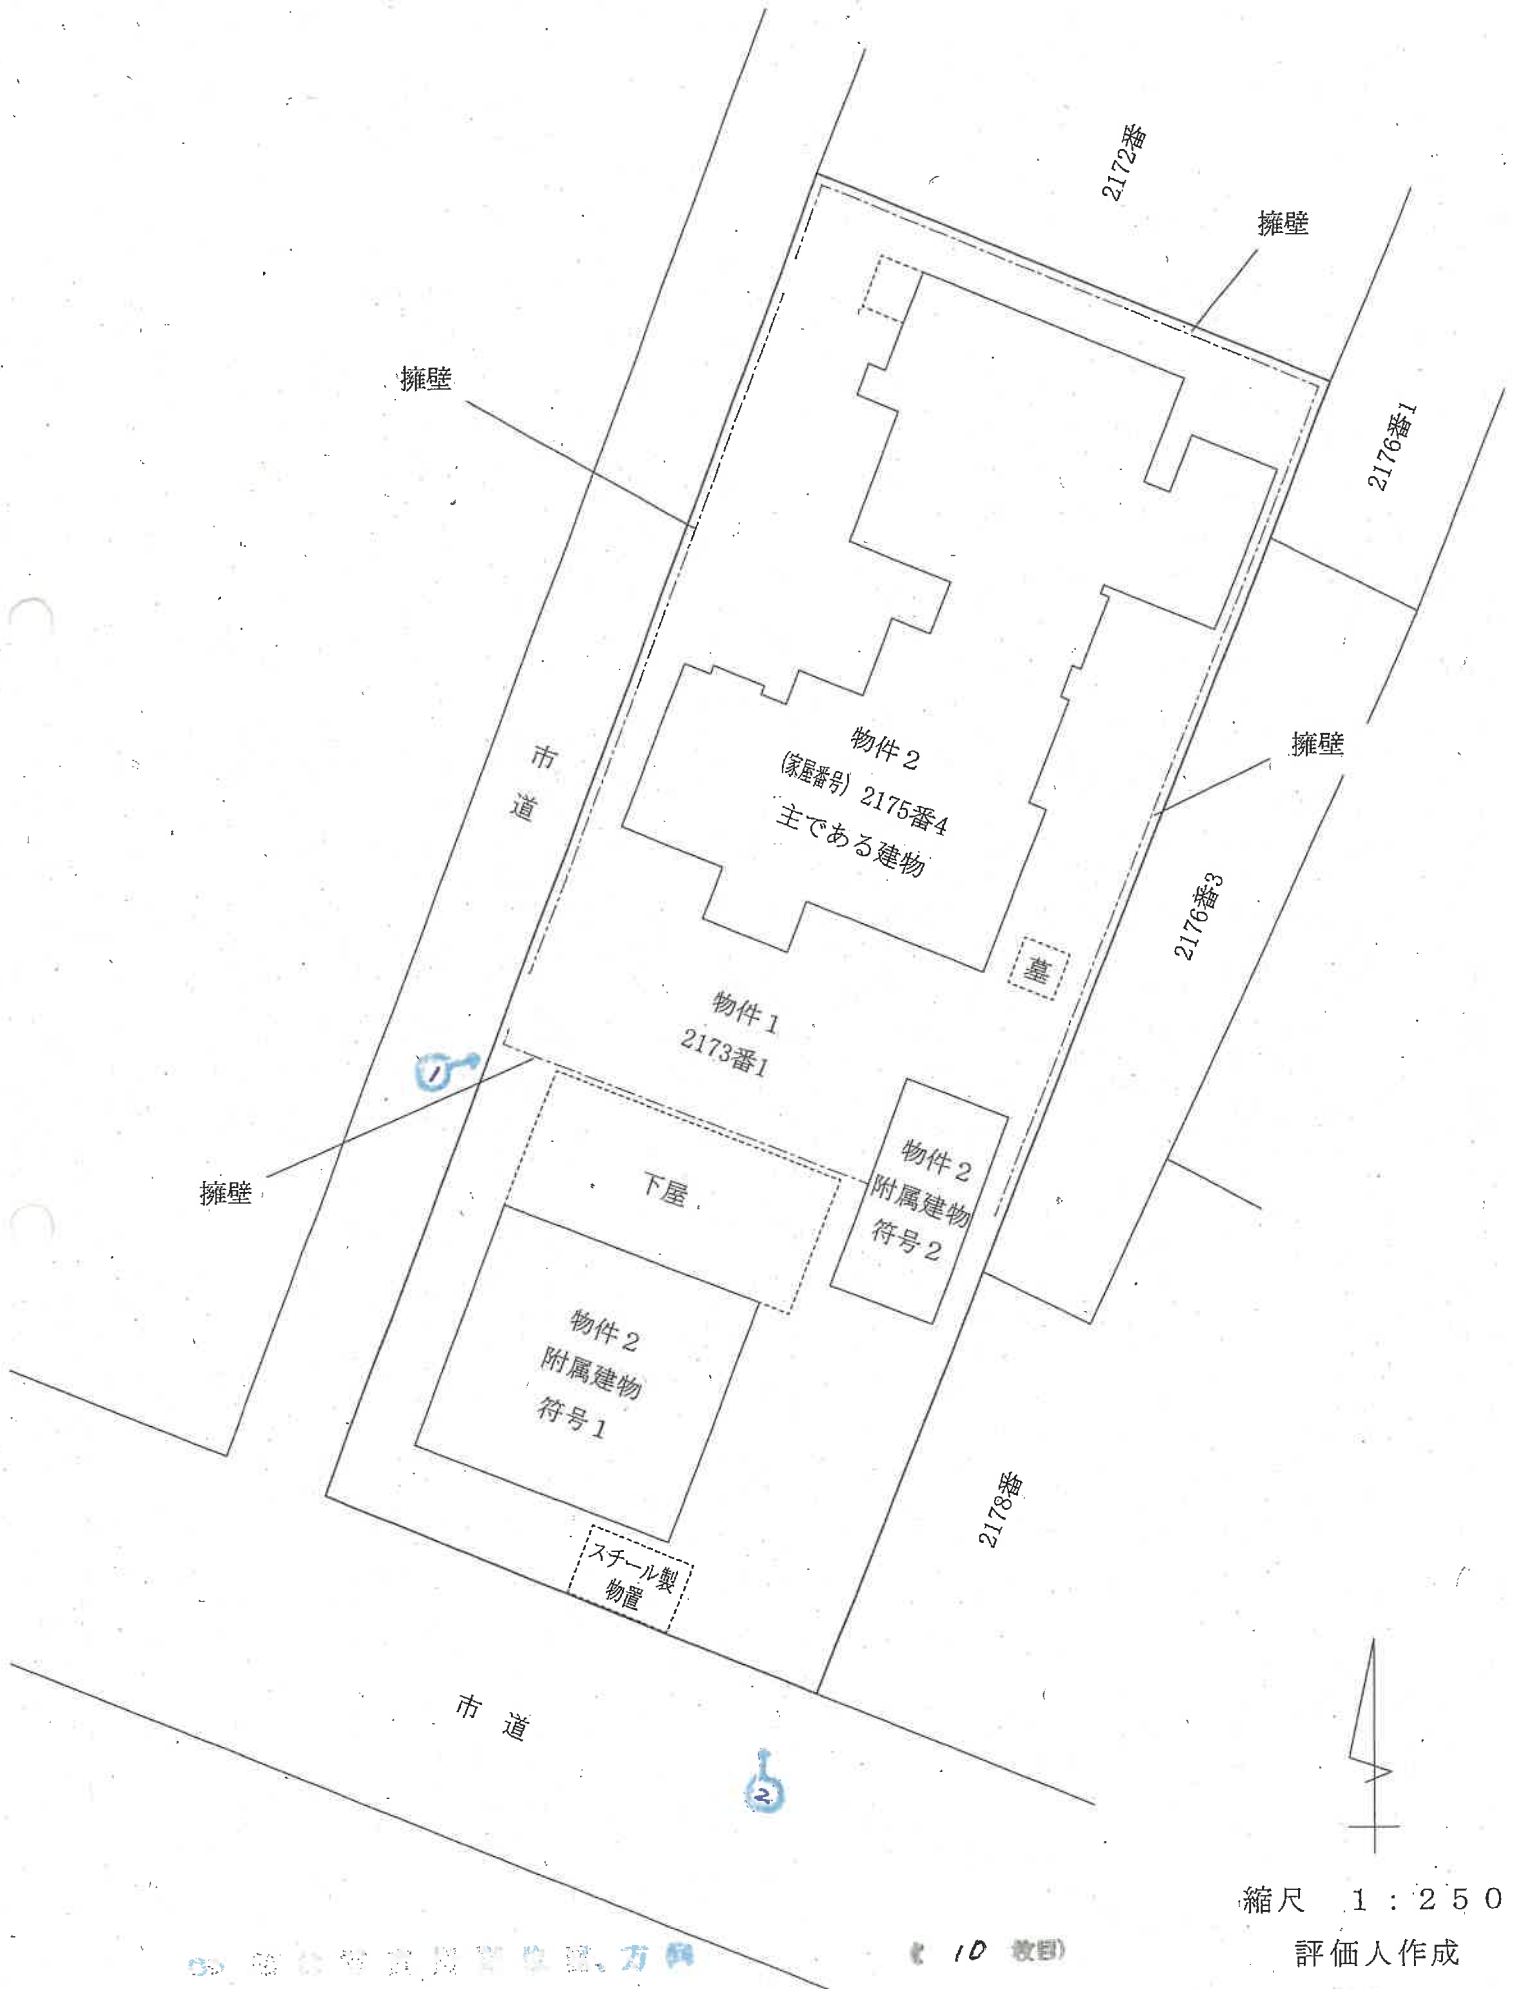 2172番
擁壁
擁壁
2176番1
物件2
(家屋番号) 2175番4
主である建物
擁壁
市道
2176番3
墓
物件1
2173番1
1
擁壁
下屋
物件2
附属建物
符号2
物件2
附属建物
符号1
2178番
スチール製
物置
市道
2
縮尺 1:250
評価人作成
10 枚目)